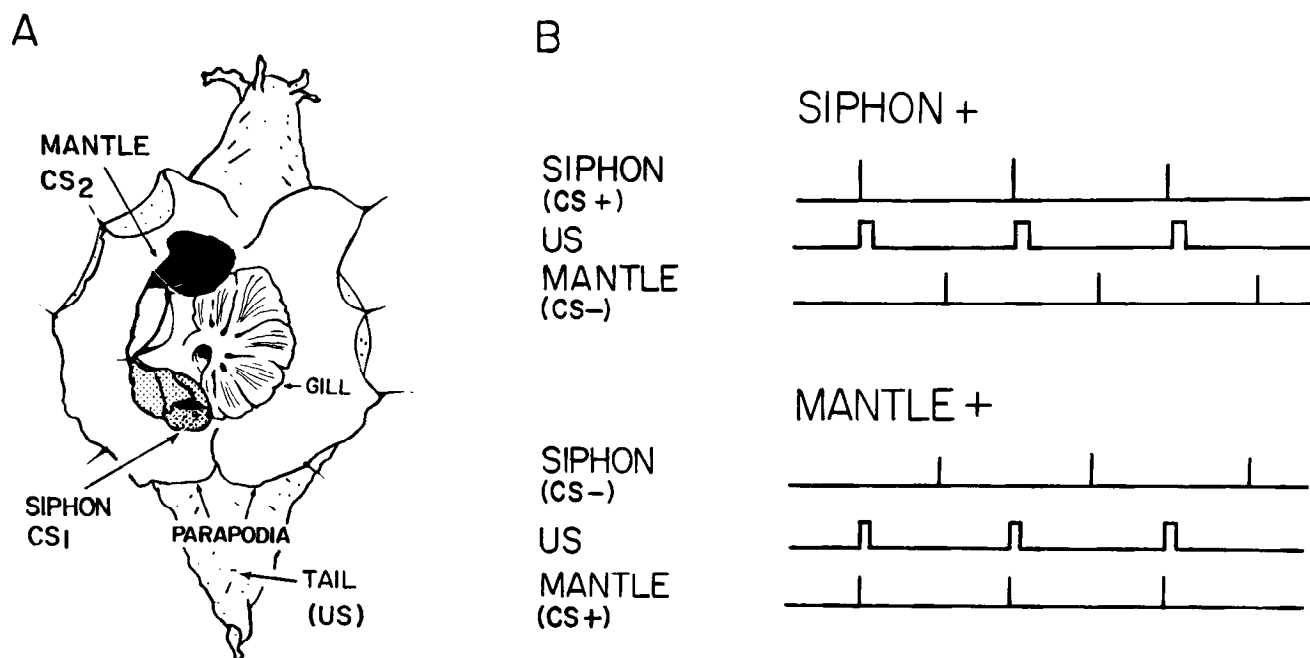 A
MANTLE
CS2
GILL
SIPHON
CS1
PARAPODIA
TAIL
(US)
B
SIPHON +
SIPHON
(CS+)
US
MANTLE
(CS-)
MANTLE +
SIPHON
(CS-)
US
MANTLE
(CS+)